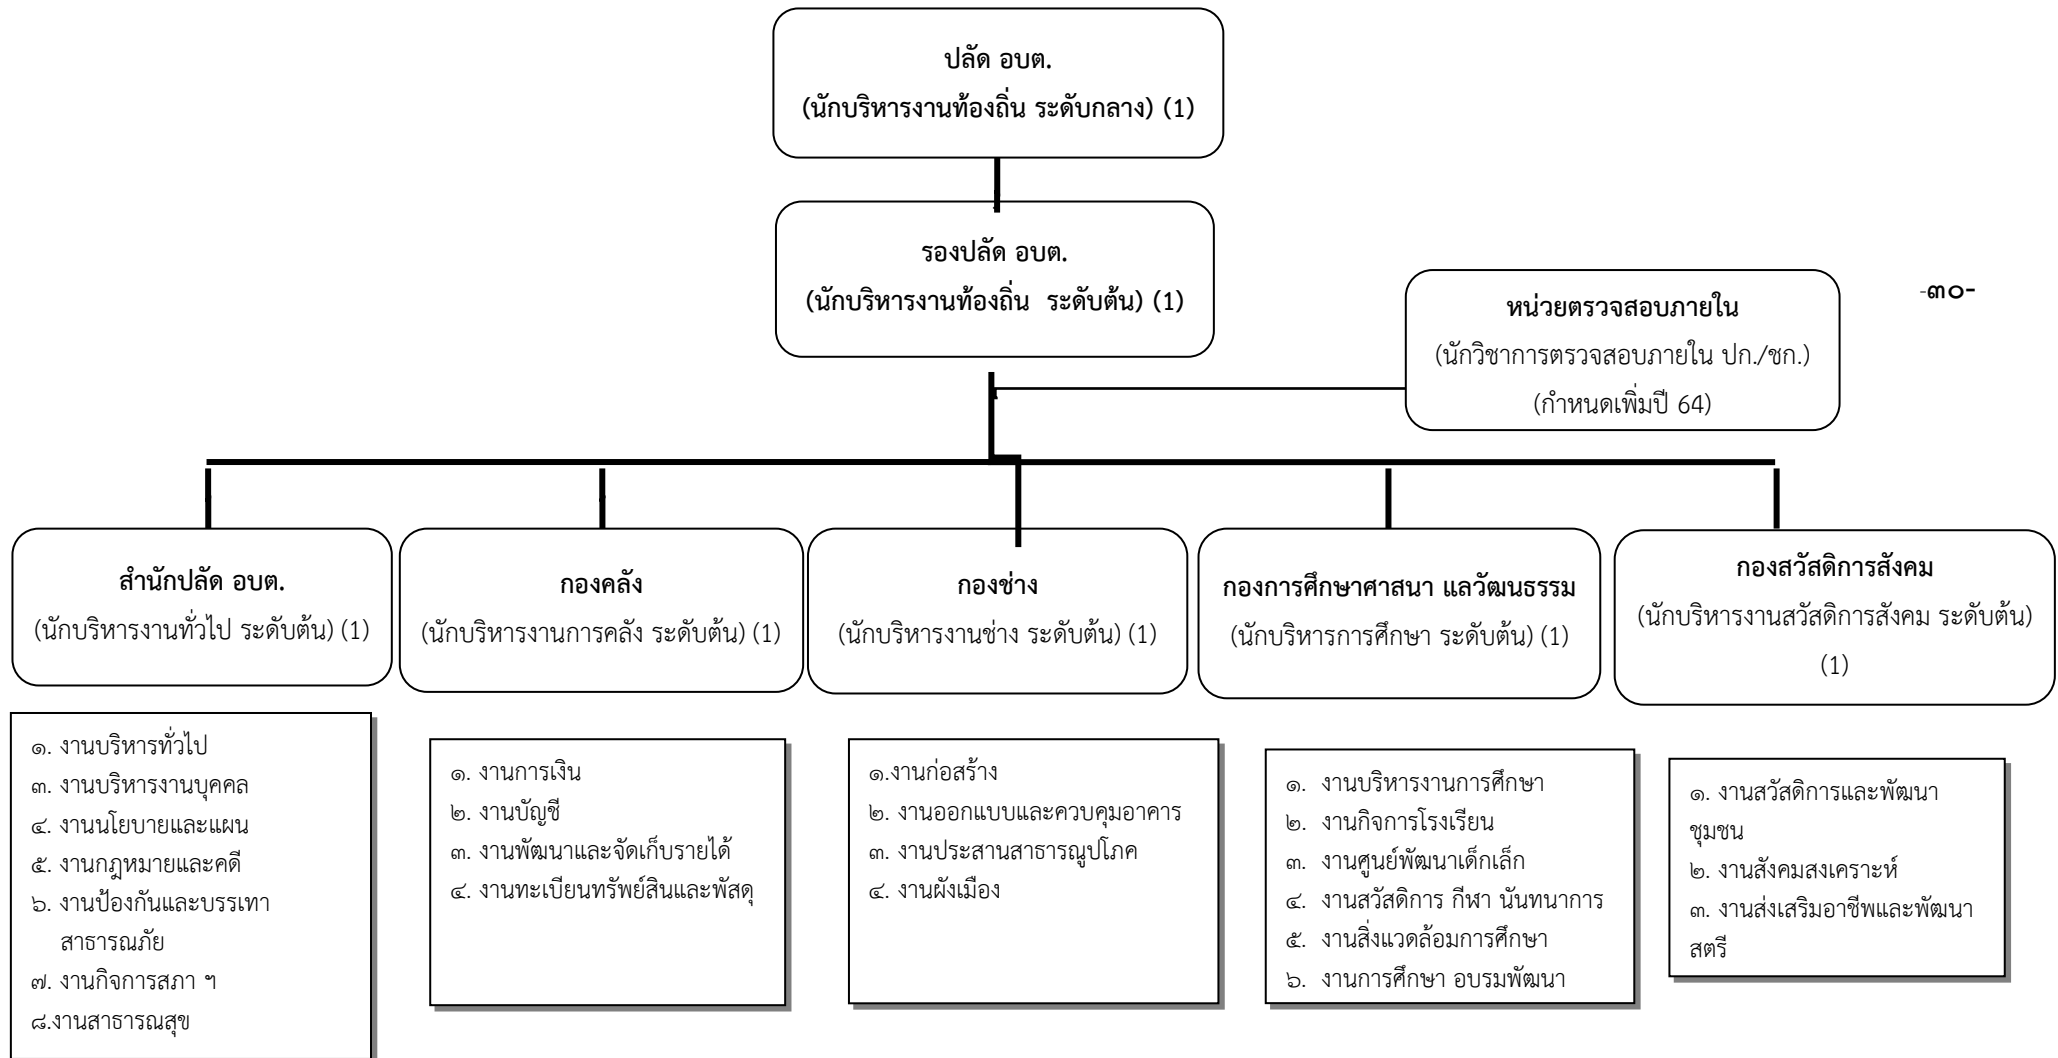 ปลัด อบต.
(นักบริหารงานท้องถิ่น ระดับกลาง) (1)
รองปลัด อบต.
(นักบริหารงานท้องถิ่น ระดับต้น) (1)
หน่วยตรวจสอบภายใน
(นักวิชาการตรวจสอบภายใน ปก./ชก.)
(กำหนดเพิ่มปี 64)
-๓๐-
สำนักปลัด อบต.
(นักบริหารงานทั่วไป ระดับต้น) (1)
กองคลัง
(นักบริหารงานการคลัง ระดับต้น) (1)
กองช่าง
(นักบริหารงานช่าง ระดับต้น) (1)
กองการศึกษาศาสนา แลวัฒนธรรม
(นักบริหารการศึกษา ระดับต้น) (1)
กองสวัสดิการสังคม
(นักบริหารงานสวัสดิการสังคม ระดับต้น)
(1)
๑. งานบริหารทั่วไป
๓. งานบริหารงานบุคคล
๔. งานนโยบายและแผน
๕. งานกฎหมายและคดี
๖. งานป้องกันและบรรเทา
สาธารณภัย
๗. งานกิจการสภา ฯ
๘.งานสาธารณสุข
๑. งานการเงิน
๒. งานบัญชี
๓. งานพัฒนาและจัดเก็บรายได้
๔. งานทะเบียนทรัพย์สินและพัสดุ
๑.งานก่อสร้าง
๒. งานออกแบบและควบคุมอาคาร
๓. งานประสานสาธารณูปโภค
๔. งานผังเมือง
๑. งานบริหารงานการศึกษา
๒. งานกิจการโรงเรียน
๓. งานศูนย์พัฒนาเด็กเล็ก
๔. งานสวัสดิการ กีฬา นันทนาการ
๕. งานสิ่งแวดล้อมการศึกษา
๖. งานการศึกษา อบรมพัฒนา
๑. งานสวัสดิการและพัฒนา
ชุมชน
๒. งานสังคมสงเคราะห์
๓. งานส่งเสริมอาชีพและพัฒนา
สตรี